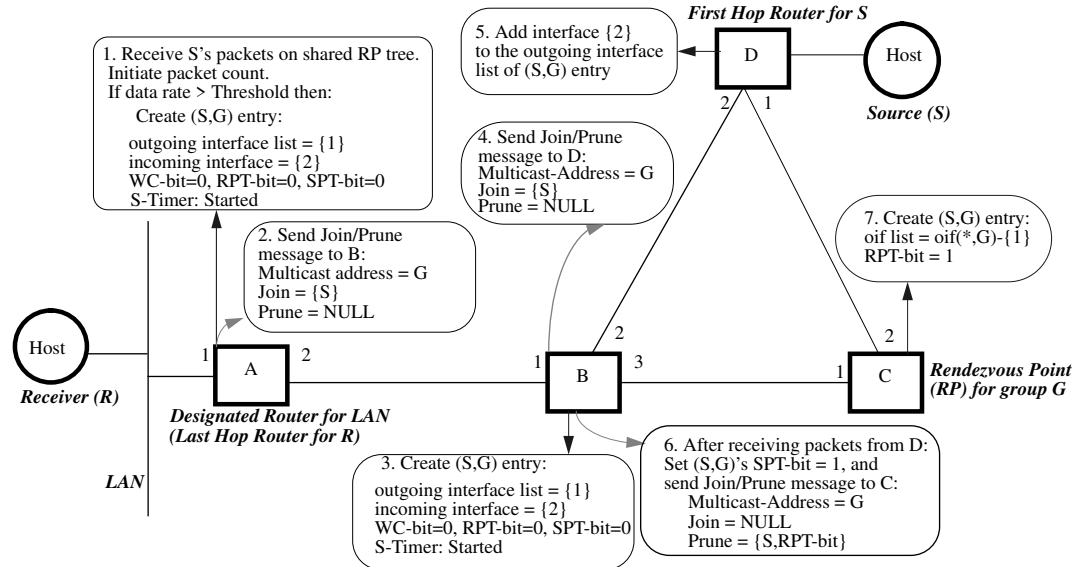 First Hop Router for S
5. Add interface {2}
to the outgoing interface
list of (S,G) entry
D
Host
Source (S)
2
1
1. Receive S's packets on shared RP tree.
Initiate packet count.
If data rate > Threshold then:
Create (S,G) entry:
outgoing interface list = {1}
incoming interface = {2}
WC-bit=0, RPT-bit=0, SPT-bit=0
S-Timer: Started
4. Send Join/Prune
message to D:
Multicast-Address = G
Join = {S}
Prune = NULL
7. Create (S,G) entry:
oif list = oif(*,G)-{1}
RPT-bit = 1
2. Send Join/Prune
message to B:
Multicast address = G
Join = {S}
Prune = NULL
Host
Receiver (R)
1
A
2
1
B
2
3
1
C
2
Rendezvous Point
(RP) for group G
Designated Router for LAN
(Last Hop Router for R)
LAN
3. Create (S,G) entry:
outgoing interface list = {1}
incoming interface = {2}
WC-bit=0, RPT-bit=0, SPT-bit=0
S-Timer: Started
6. After receiving packets from D:
Set (S,G)'s SPT-bit = 1, and
send Join/Prune message to C:
Multicast-Address = G
Join = NULL
Prune = {S,RPT-bit}